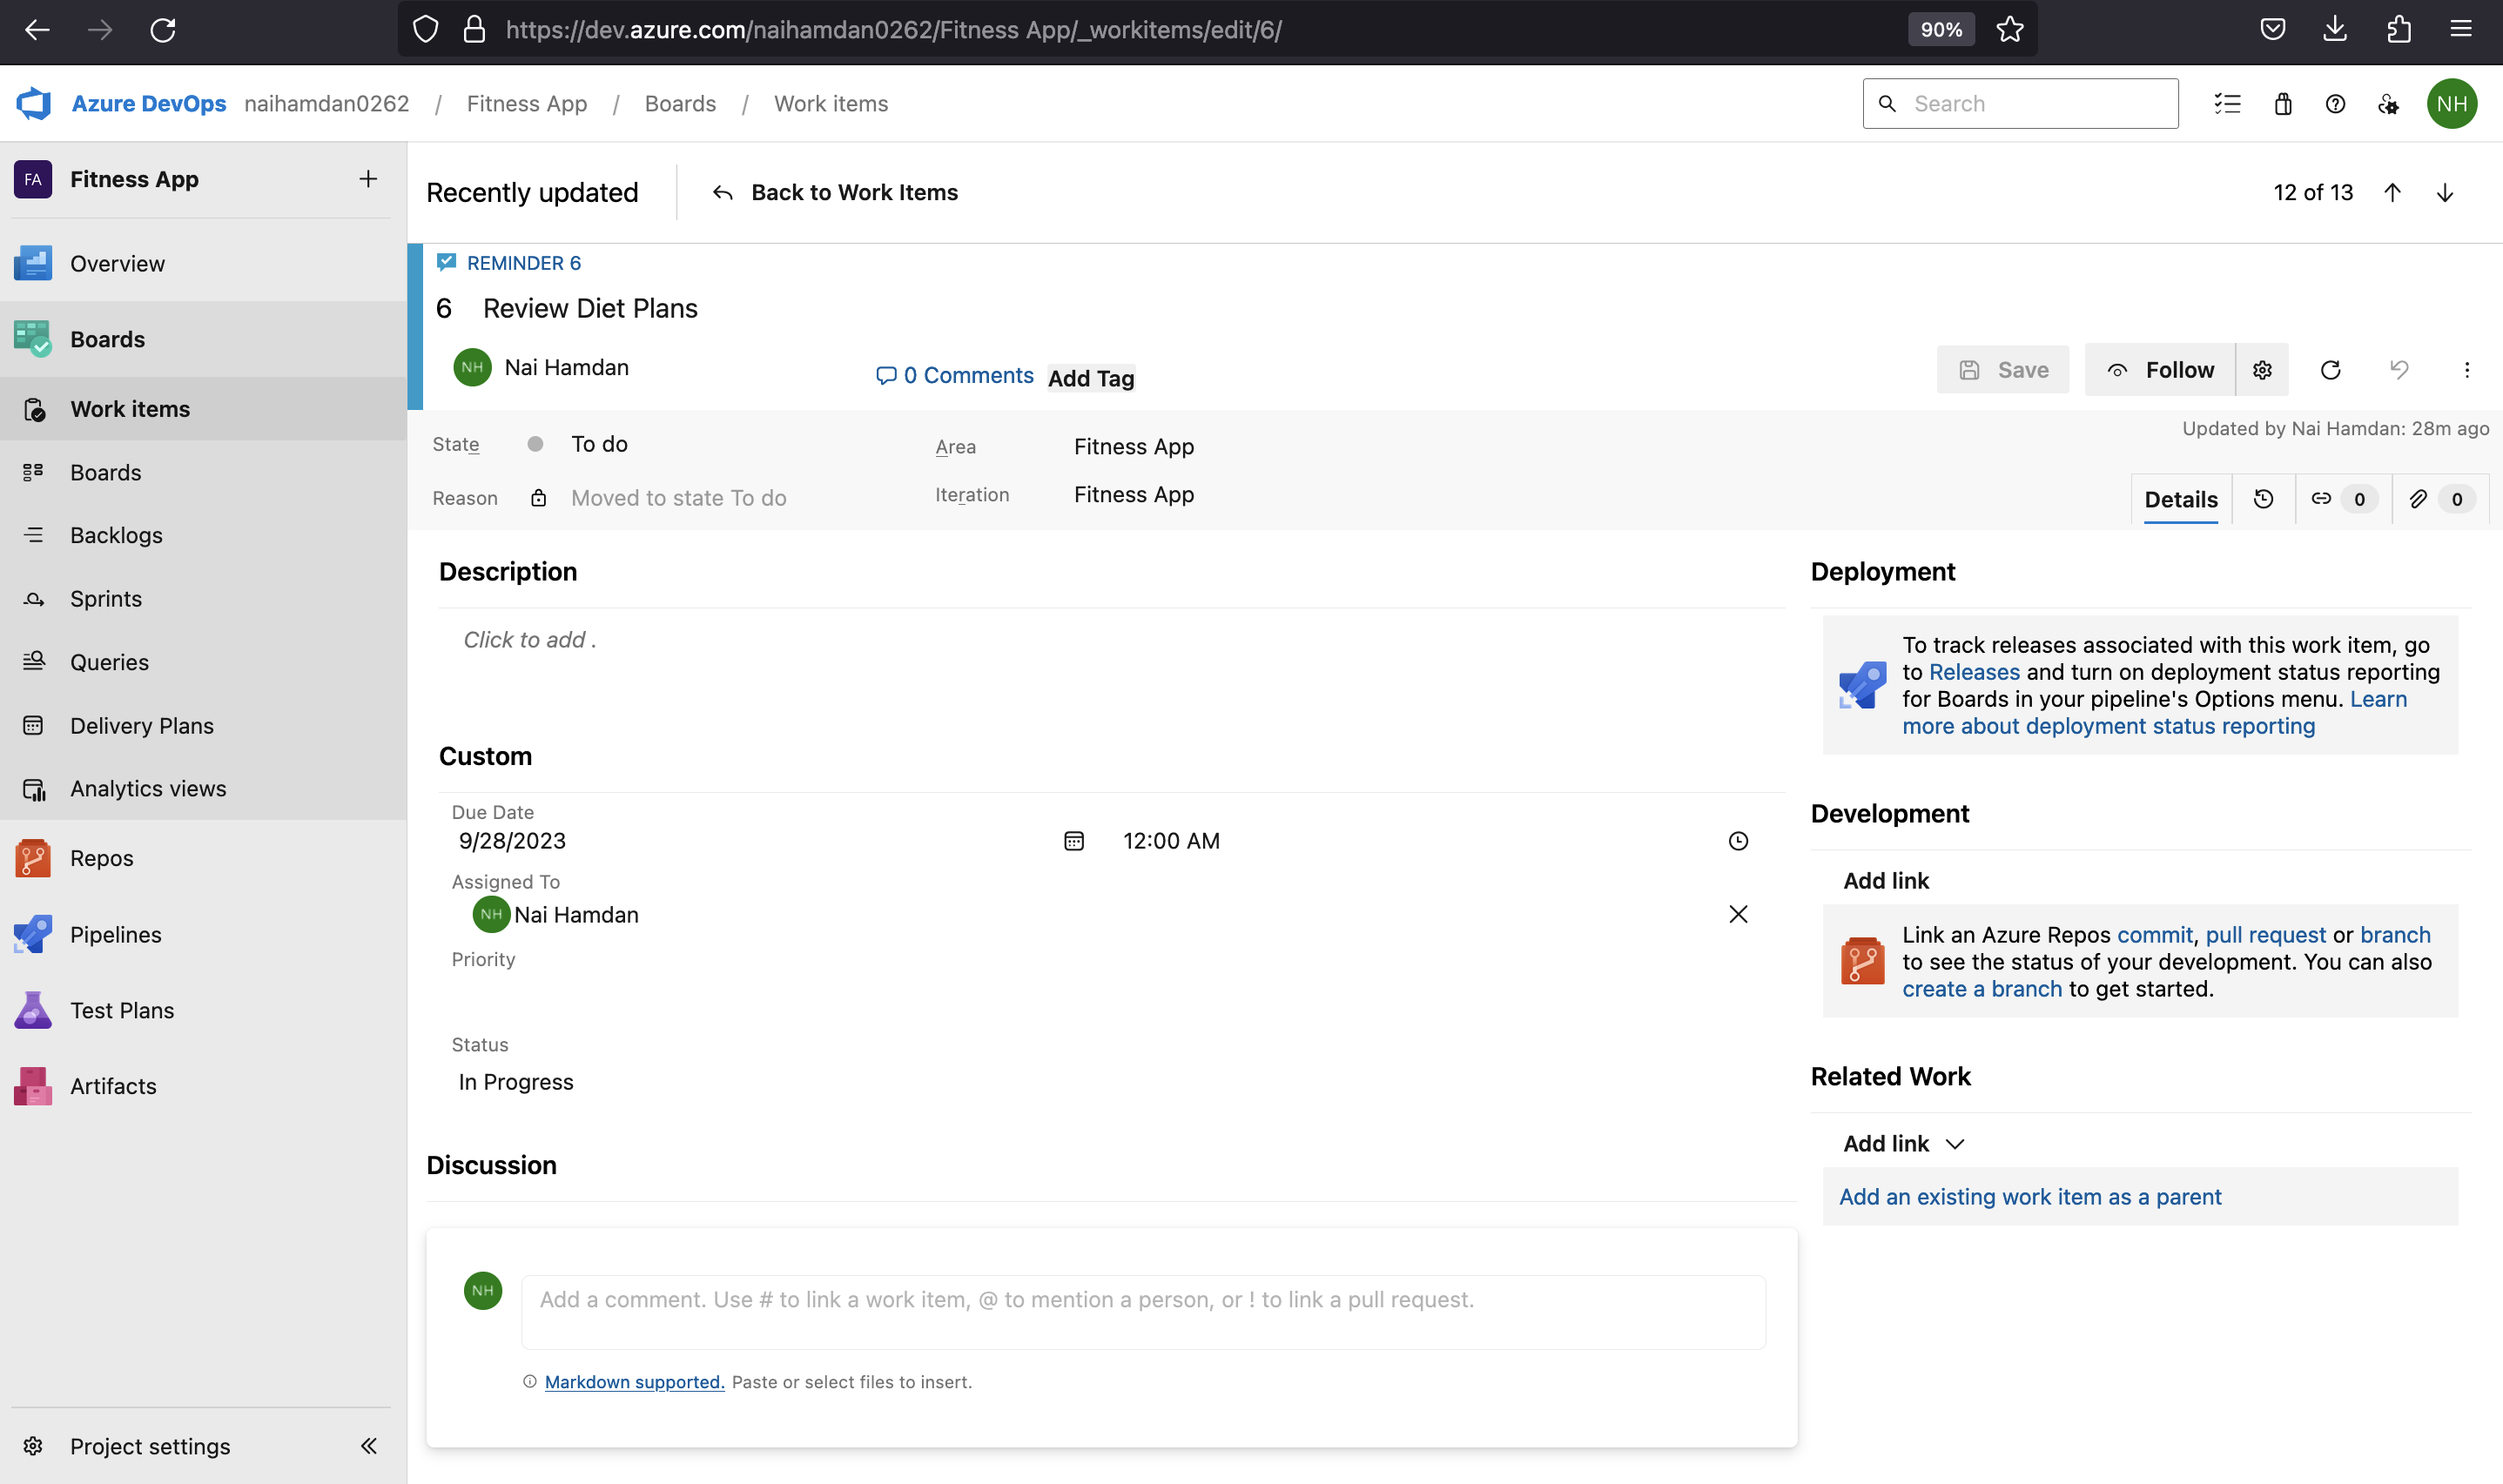 https://dev.azure.com/naihamdan0262/Fitness App/_workitems/edit/6/
90%
Azure DevOps naihamdan0262 / Fitness App / Boards / Work items
Search
NH
FA Fitness App
Overview
Boards
Work items
Boards
Backlogs
Sprints
Queries
Delivery Plans
Analytics views
Repos
Pipelines
Test Plans
Artifacts
Project settings
Recently updated
Back to Work Items
12 of 13
REMINDER 6
6 Review Diet Plans
NH Nai Hamdan
0 Comments
Add Tag
Save
Follow
State To do
Area Fitness App
Updated by Nai Hamdan: 28m ago
Reason Moved to state To do
Iteration Fitness App
Details
0
0
Description
Click to add .
Custom
Due Date
9/28/2023
12:00 AM
Assigned To
NH Nai Hamdan
Priority
Status
In Progress
Discussion
NH
Add a comment. Use # to link a work item, @ to mention a person, or ! to link a pull request.
Markdown supported. Paste or select files to insert.
Deployment
To track releases associated with this work item, go
to Releases and turn on deployment status reporting
for Boards in your pipeline's Options menu. Learn
more about deployment status reporting
Development
Add link
Link an Azure Repos commit, pull request or branch
to see the status of your development. You can also
create a branch to get started.
Related Work
Add link
Add an existing work item as a parent